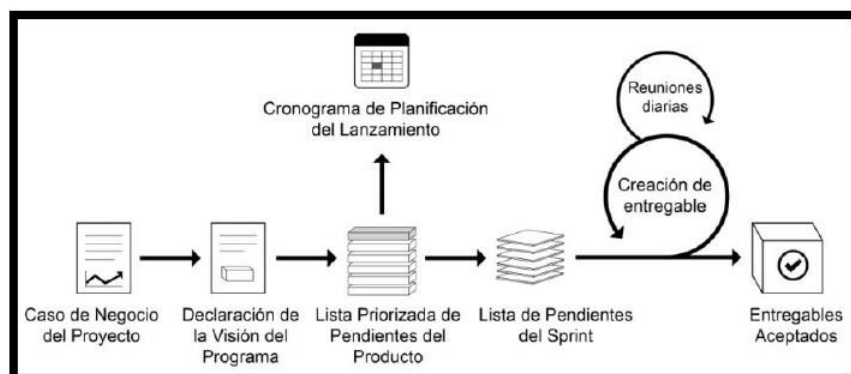 Cronograma de Planificación
del Lanzamiento
Reuniones
diarias
Creación de
entregable
Caso de Negocio
del Proyecto
Declaración de
la Visión del
Programa
Lista Priorizada de
Pendientes del
Producto
Lista de Pendientes
del Sprint
Entregables
Aceptados